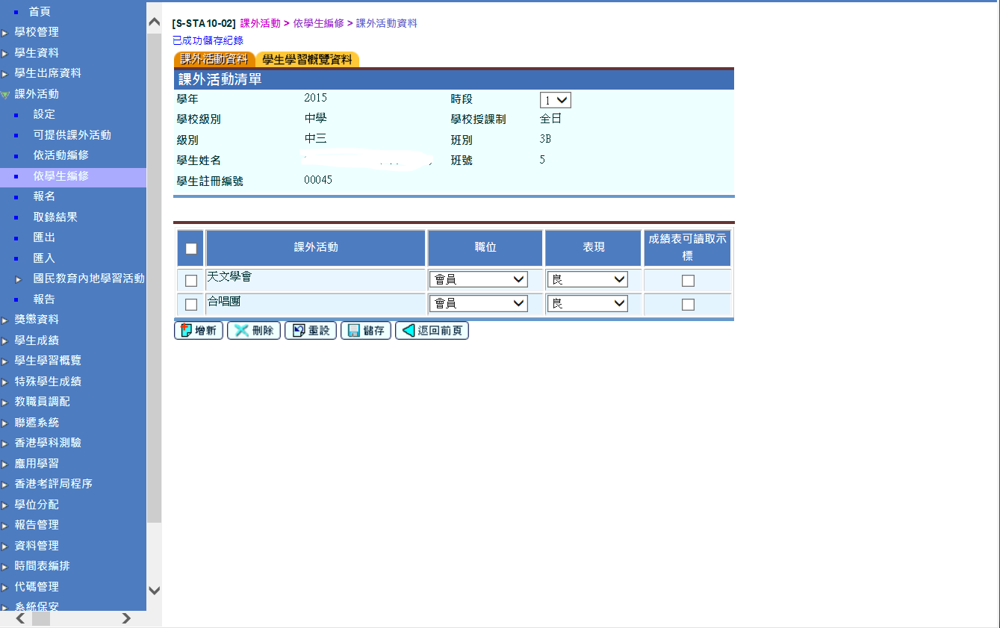 首頁
學校管理
學生資料
學生出席資料
課外活動
設定
可提供課外活動
依活動編修
依學生編修
報名
取錄結果
匯出
匯入
國民教育內地學習活動
報告
獎懲資料
學生成績
學生學習概覽
特殊學生成績
教職員調配
聯遞系統
香港學科測驗
應用學習
香港考評局程序
學位分配
報告管理
資料管理
時間表編排
代碼管理
系統保安
[S-STA10-02] 課外活動 > 依學生編修 > 課外活動資料
已成功儲存紀錄
課外活動資料 學生學習概覽資料
課外活動清單
學年 2015 時段 1
學校級別 中學 學校授課制 全日
級別 中三 班別 3B
學生姓名 班號 5
學生註冊編號 00045
課外活動 職位 表現 成績表可讀取示標
天文學會 會員 良
合唱團 會員 良
增新 刪除 重設 儲存 返回前頁